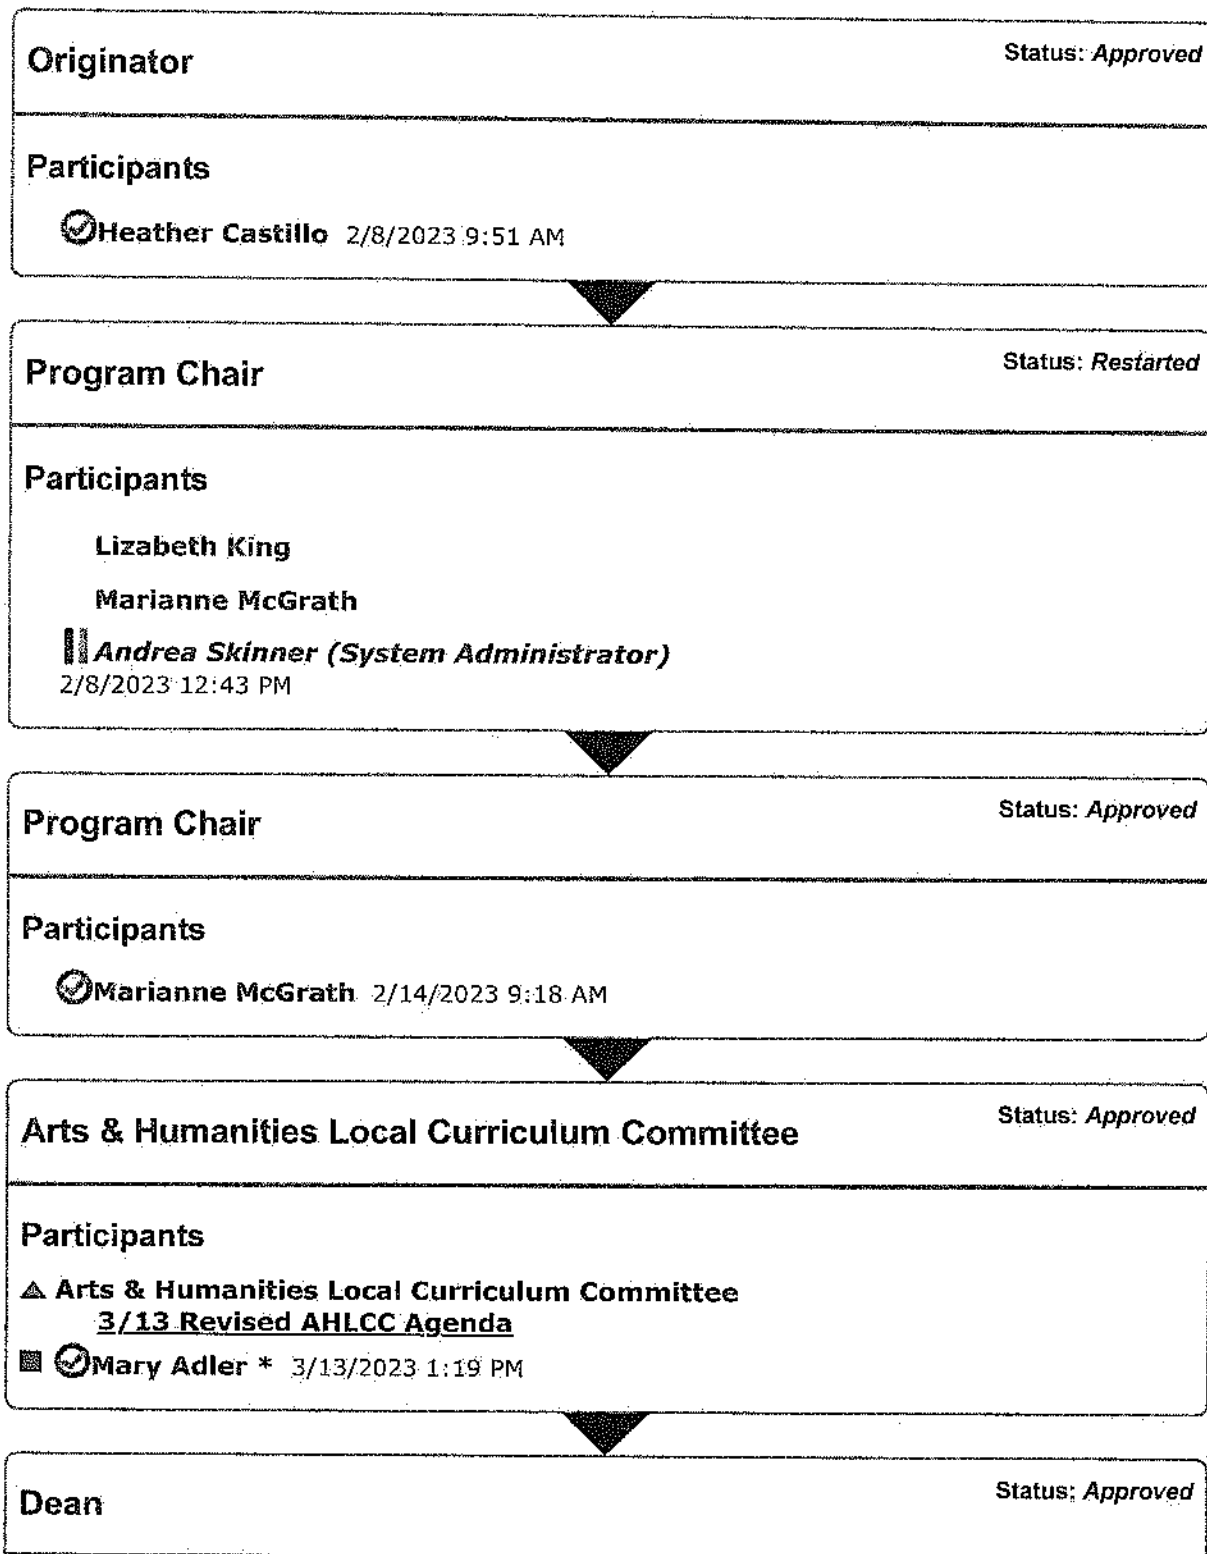 Originator
Status: Approved
Participants
Heather Castillo 2/8/2023 9:51 AM
Program Chair
Status: Restarted
Participants
Lizabeth King
Marianne McGrath
Andrea Skinner (System Administrator)
2/8/2023 12:43 PM
Program Chair
Status: Approved
Participants
Marianne McGrath 2/14/2023 9:18 AM
Arts & Humanities Local Curriculum Committee
Status: Approved
Participants
Arts & Humanities Local Curriculum Committee
3/13 Revised AHLCC Agenda
Mary Adler * 3/13/2023 1:19 PM
Dean
Status: Approved